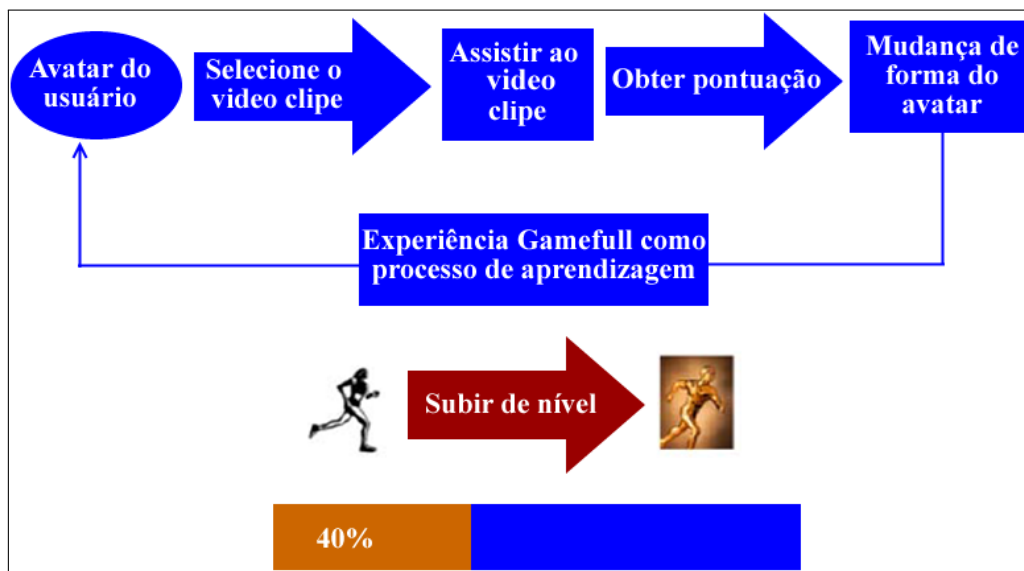 Avatar do
usuário
Selecione o
video clipe
Assistir ao
video
clipe
Obter pontuação
Mudança de
forma do
avatar
Experiência Gamefull como
processo de aprendizagem
Subir de nível
40%